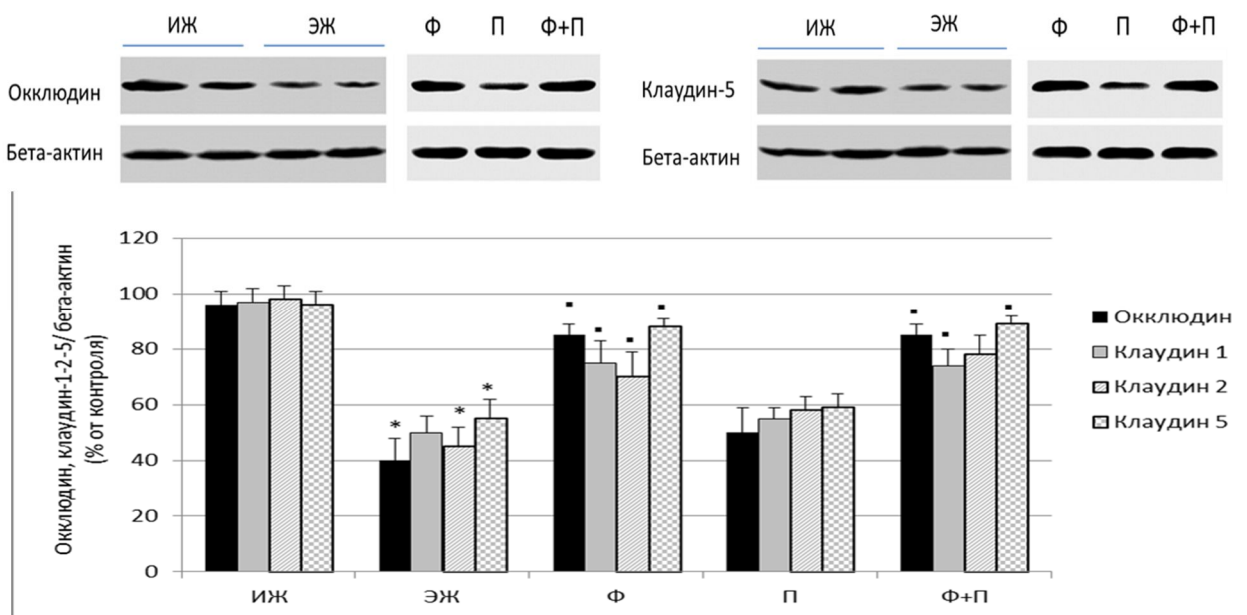 ИЖ ЭЖ Ф П Ф+П ИЖ ЭЖ Ф П Ф+П
Окклюдин Клаудин-5
Бета-актин Бета-актин
Окклюдин, клаудин-1-2-5/бета-актин
(% от контроля)
120
100
80
60
40
20
0
* * *
ИЖ ЭЖ Ф П Ф+П
Окклюдин
Клаудин 1
Клаудин 2
Клаудин 5